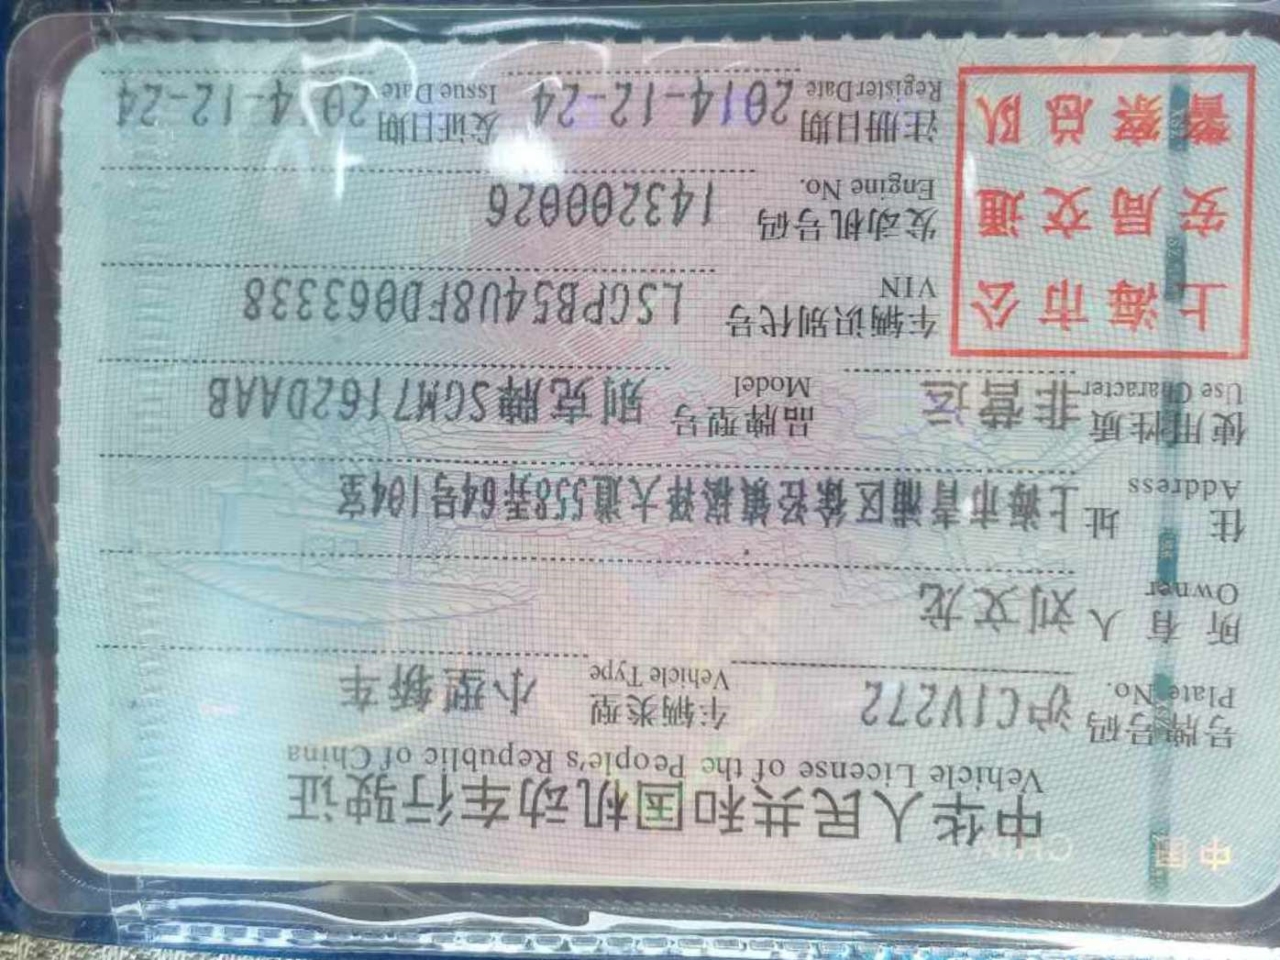 中华人民共和国机动车行驶证
Vehicle License of the People's Republic of China
号牌号码 沪C1V272 车辆类型 小型轿车
Plate No. Vehicle Type
所有人 刘文龙
Owner
住址 上海市青浦区徐泾镇徐祥大道558弄64号104室
Address
使用性质 非营运 品牌型号 别克牌SGM7162DAAB
Use Character Model
车辆识别代号 LSGPB54U8FD063338
VIN
发动机号码 143200026
Engine No.
注册日期 2014-12-24 发证日期 2014-12-24
Register Date Issue Date
上海市公
安局交通
警察总队
中国 CHINA